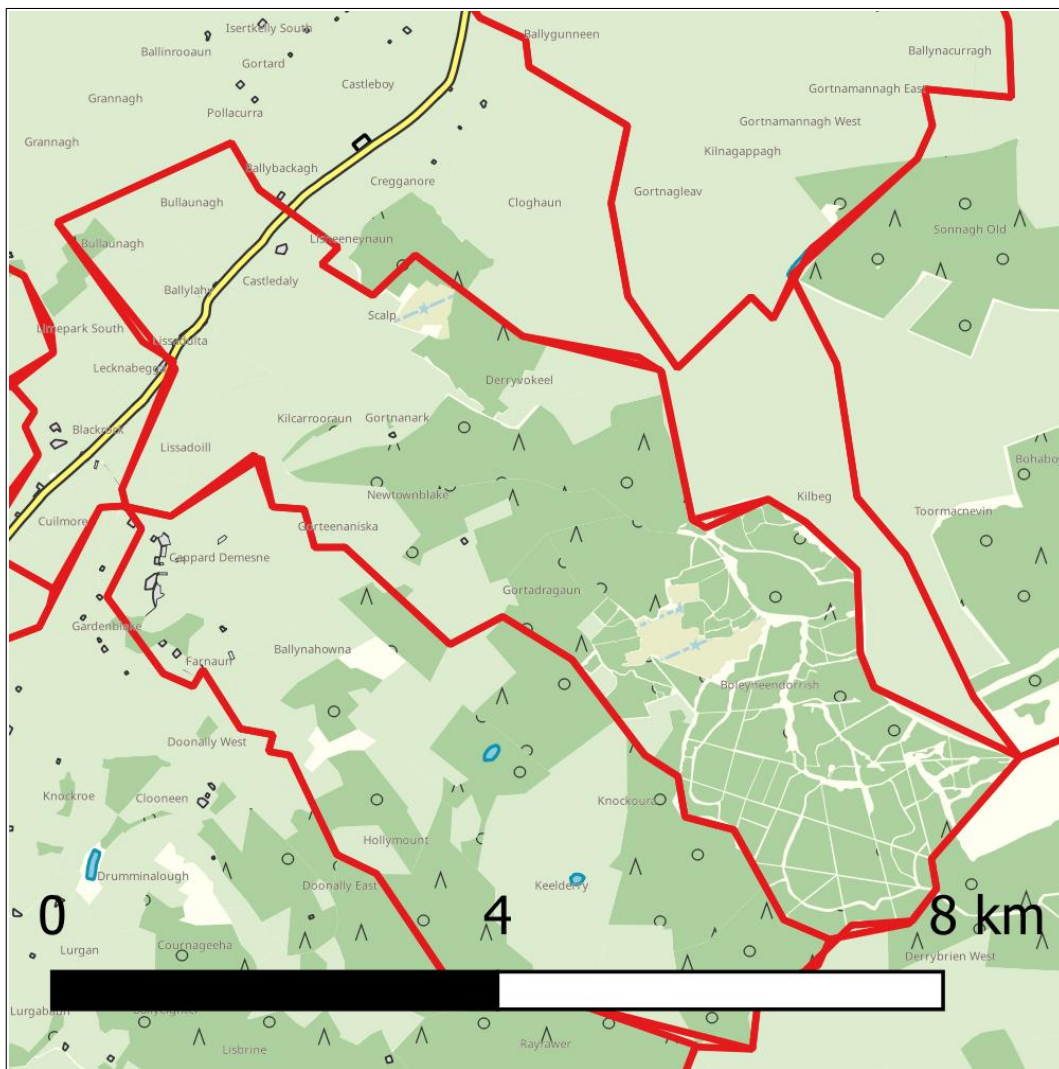 Isertkelly South
Ballygunneen
Ballinrooaun
Ballynacurragh
Gortard
Castleboy
Gortnamannagh East
Grannagh
Pollacurra
Gortnamannagh West
Grannagh
Kilnagappagh
Ballybackagh
Cregganore
Gortnagleav
Bullaunagh
Cloghaun
Sonnagh Old
Bullaunagh
Lisheeneynaun
Castledaly
Ballylahy
Scalp
Limepark South
Lissadulta
Lecknabegga
Derryvokeel
Kilcarrooraun
Gortnanark
Blackrock
Lissadoill
Newtownblake
Kilbeg
Toormacnevin
Cuilmore
Gorteenaniska
Cappard Demesne
Gortadragaun
Gardenblake
Ballynahowna
Farnaun
Boleyneendorrish
Doonally West
Knockroe
Clooneen
Knockoura
Hollymount
Drumminalough
Doonally East
Keelderry
0 4 8 km
Cournageeha
Lurgan
Derrybrien West
Lisbrine
Rayfawer